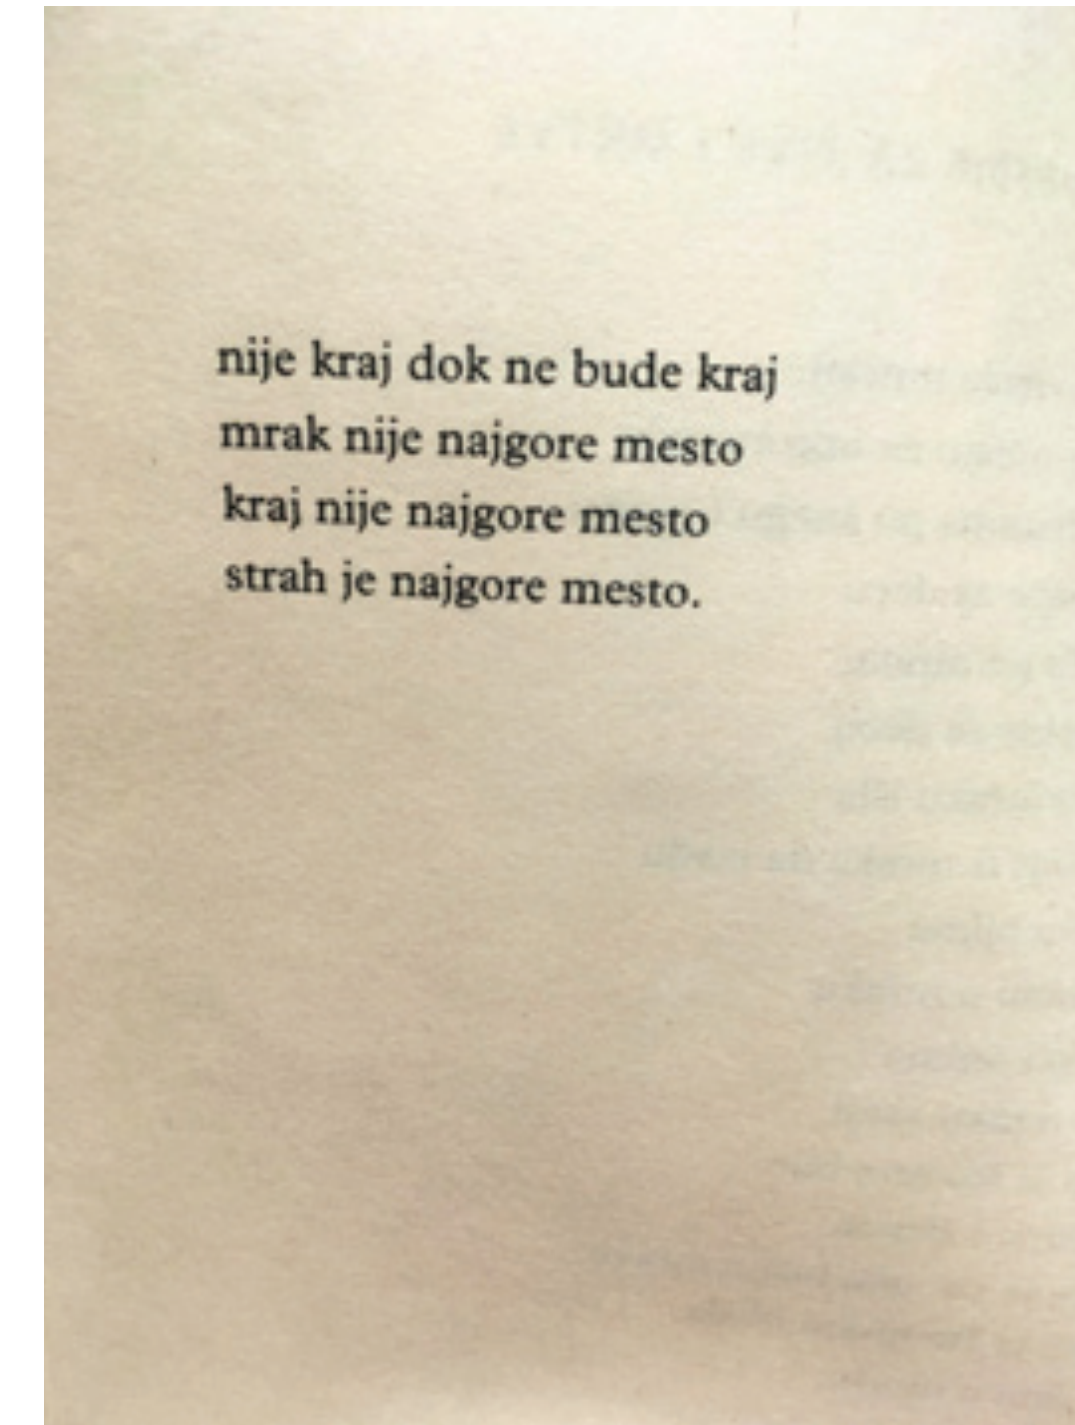 nije kraj dok ne bude kraj
mrak nije najgore mesto
kraj nije najgore mesto
strah je najgore mesto.